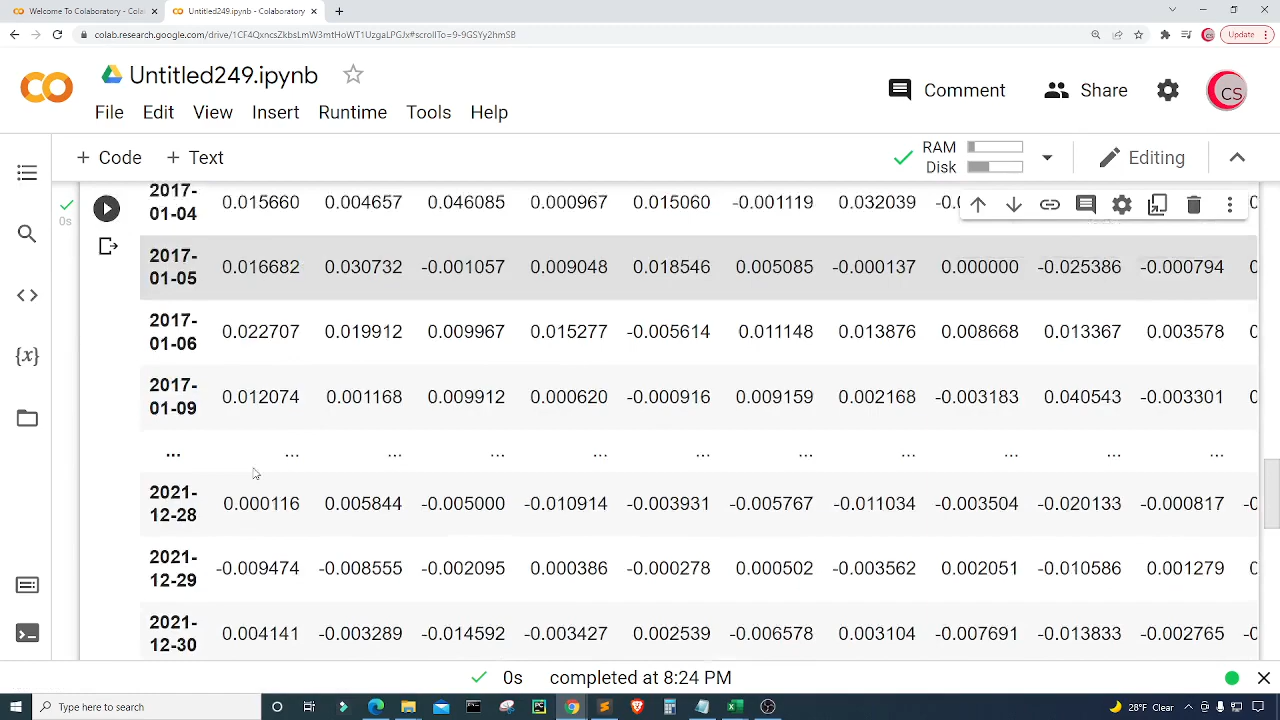 Welcome To Colaboratory - Colal
Untitled249.ipynb - Colaboratory
colab.research.google.com/drive/1CF4QxncsZkbsLmW3mtHoWT1UzgaLPGJx#scrollTo=9-9GSYy2hmSB
Update
Untitled249.ipynb
Comment Share CS
File Edit View Insert Runtime Tools Help
+ Code + Text
RAM
Disk
Editing
2017-
01-04 0.015660 0.004657 0.046085 0.000967 0.015060 -0.001119 0.032039
0s
2017-
01-05 0.016682 0.030732 -0.001057 0.009048 0.018546 0.005085 -0.000137 0.000000 -0.025386 -0.000794
2017-
01-06 0.022707 0.019912 0.009967 0.015277 -0.005614 0.011148 0.013876 0.008668 0.013367 0.003578
{x}
2017-
01-09 0.012074 0.001168 0.009912 0.000620 -0.000916 0.009159 0.002168 -0.003183 0.040543 -0.003301
... ... ... ... ... ... ... ... ... ... ...
2021-
12-28 0.000116 0.005844 -0.005000 -0.010914 -0.003931 -0.005767 -0.011034 -0.003504 -0.020133 -0.000817
2021-
12-29 -0.009474 -0.008555 -0.002095 0.000386 -0.000278 0.000502 -0.003562 0.002051 -0.010586 0.001279
2021-
12-30 0.004141 -0.003289 -0.014592 -0.003427 0.002539 -0.006578 0.003104 -0.007691 -0.013833 -0.002765
0s completed at 8:24 PM
Type here to search
28°F Clear 8:24 PM